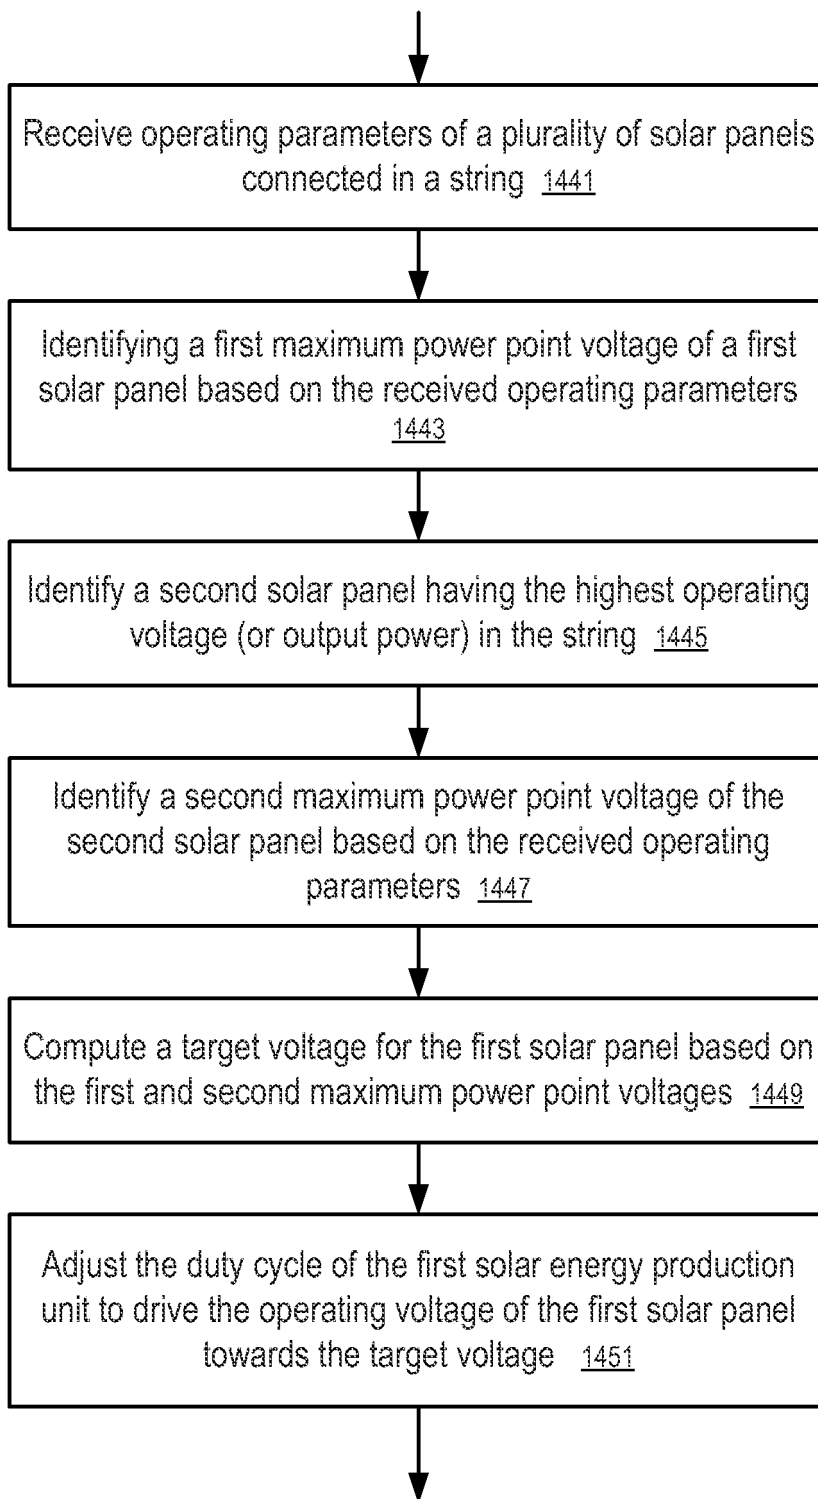 Receive operating parameters of a plurality of solar panels
connected in a string 1441
Identifying a first maximum power point voltage of a first
solar panel based on the received operating parameters
1443
Identify a second solar panel having the highest operating
voltage (or output power) in the string 1445
Identify a second maximum power point voltage of the
second solar panel based on the received operating
parameters 1447
Compute a target voltage for the first solar panel based on
the first and second maximum power point voltages 1449
Adjust the duty cycle of the first solar energy production
unit to drive the operating voltage of the first solar panel
towards the target voltage 1451